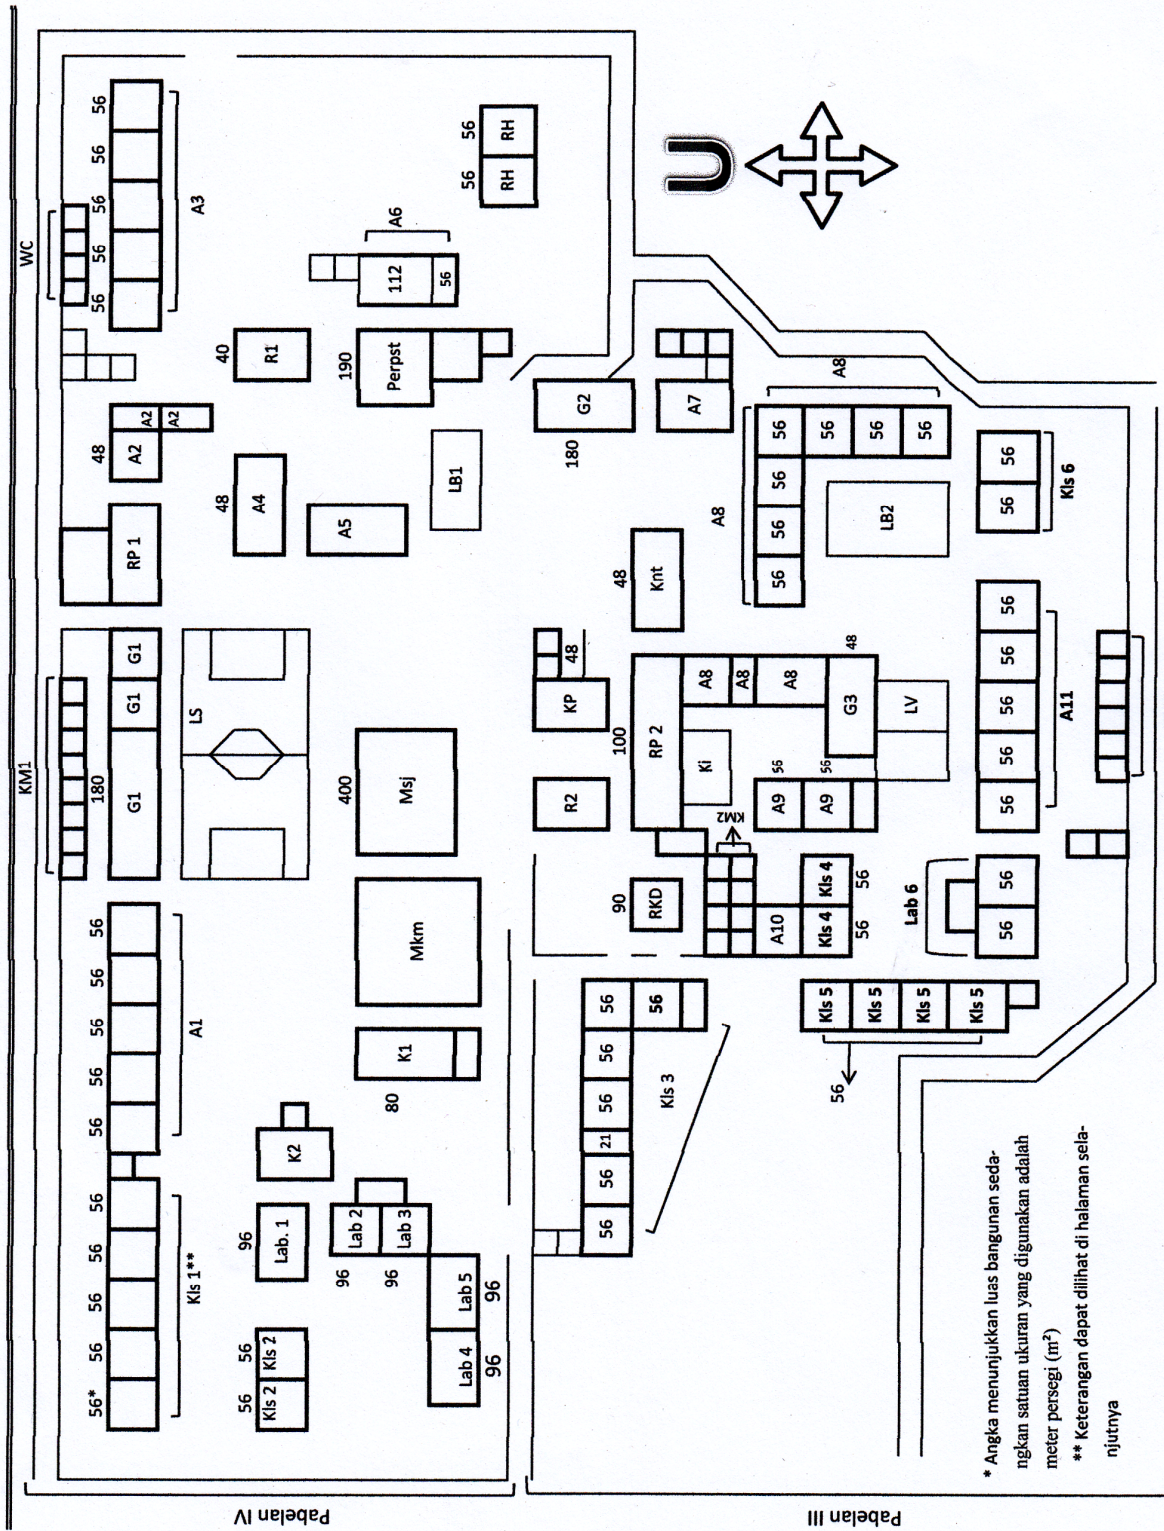 KM1 WC
56* 56 56 56 56 56 56 56 56 56 180 48 56 56 56 56 56
G1 G1 G1 RP 1 A2 A2
A2
Kls 1** A1 LS A3
56 56 96 48 40
Kls 2 Kls 2 Lab. 1 K2 A4 R1
Pabelan IV
96 Lab 2 400 A5 190
96 Lab 3 80 K1 Mkm Msj Perpst 112 A6
Lab 4 Lab 5 LB1 56
96 96 56 56
RH RH
R2 KP 48 180 G2
56 56 21 56 56 56 90 100 48
56 RKD RP 2 Knt A7 U
Kls 3 Ki A8
KM2 A8 A8
A10 A9 56 A8 56 56 56 56
Pabelan III
Kls 5 Kls 4 Kls 4 A9 56 56 A8
56 Kls 5 56 56 G3 48 56
Kls 5 Lab 6 LV LB2 56
Kls 5
56 56 56 56 56 56 56 56 56
A11 Kls 6
* Angka menunjukkan luas bangunan seda-
ngkan satuan ukuran yang digunakan adalah
meter persegi (m²)
** Keterangan dapat dilihat di halaman sela-
njutnya